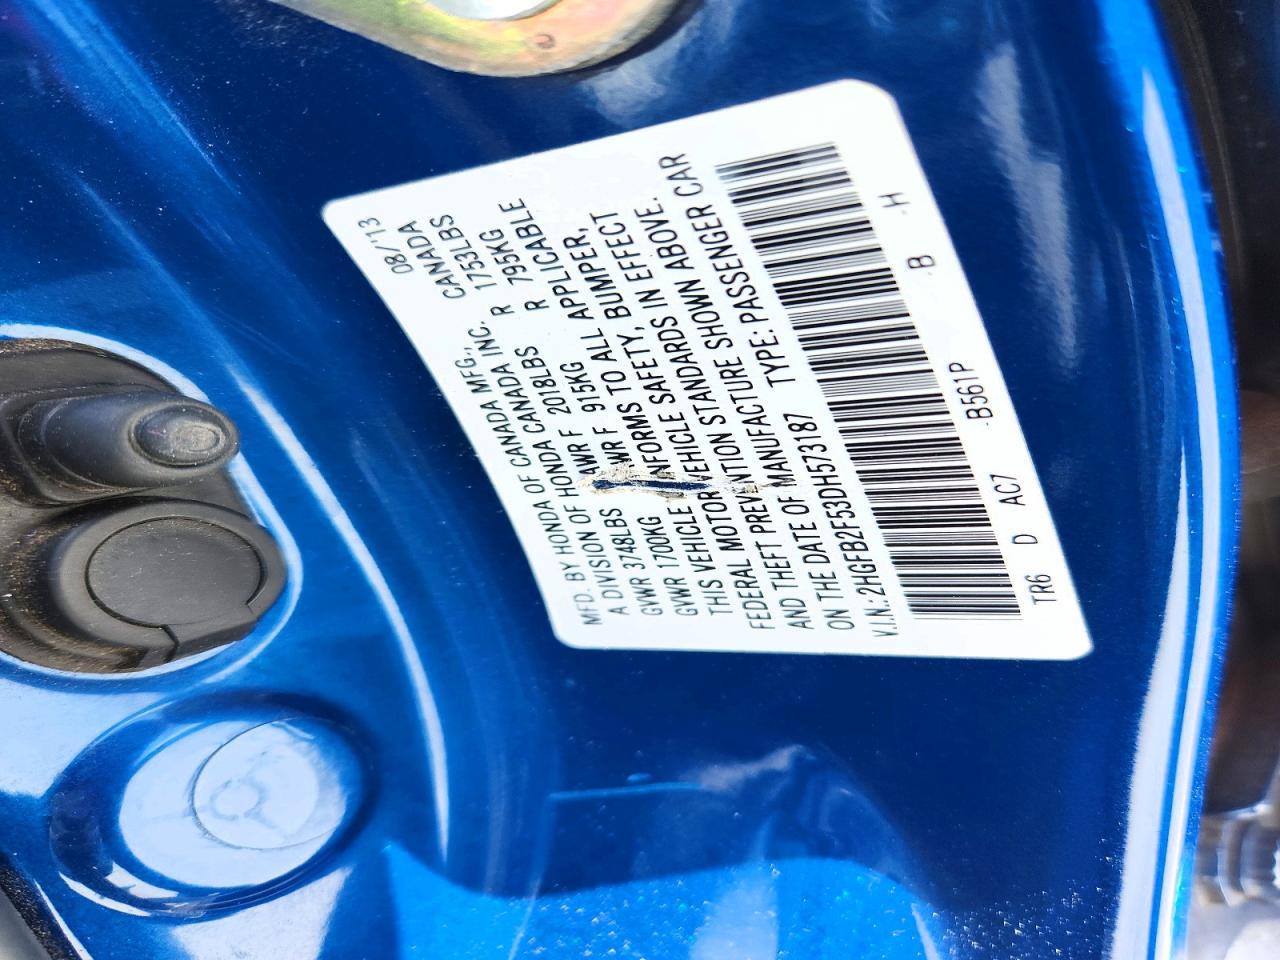 MFD. BY HONDA OF CANADA MFG., 08/13
A DIVISION OF HONDA CANADA INC. CANADA
GVWR 3748LBS GAWR F 2018LBS R 1753LBS
GVWR 1700KG GAWR F 915KG R 795KG
THIS VEHICLE CONFORMS TO ALL APPLICABLE
FEDERAL MOTOR VEHICLE SAFETY, BUMPER,
AND THEFT PREVENTION STANDARDS IN EFFECT
ON THE DATE OF MANUFACTURE SHOWN ABOVE.
V.I.N.:2HGFB2F53DH573187 TYPE: PASSENGER CAR
TR6 D AC7 -B561P -B -H